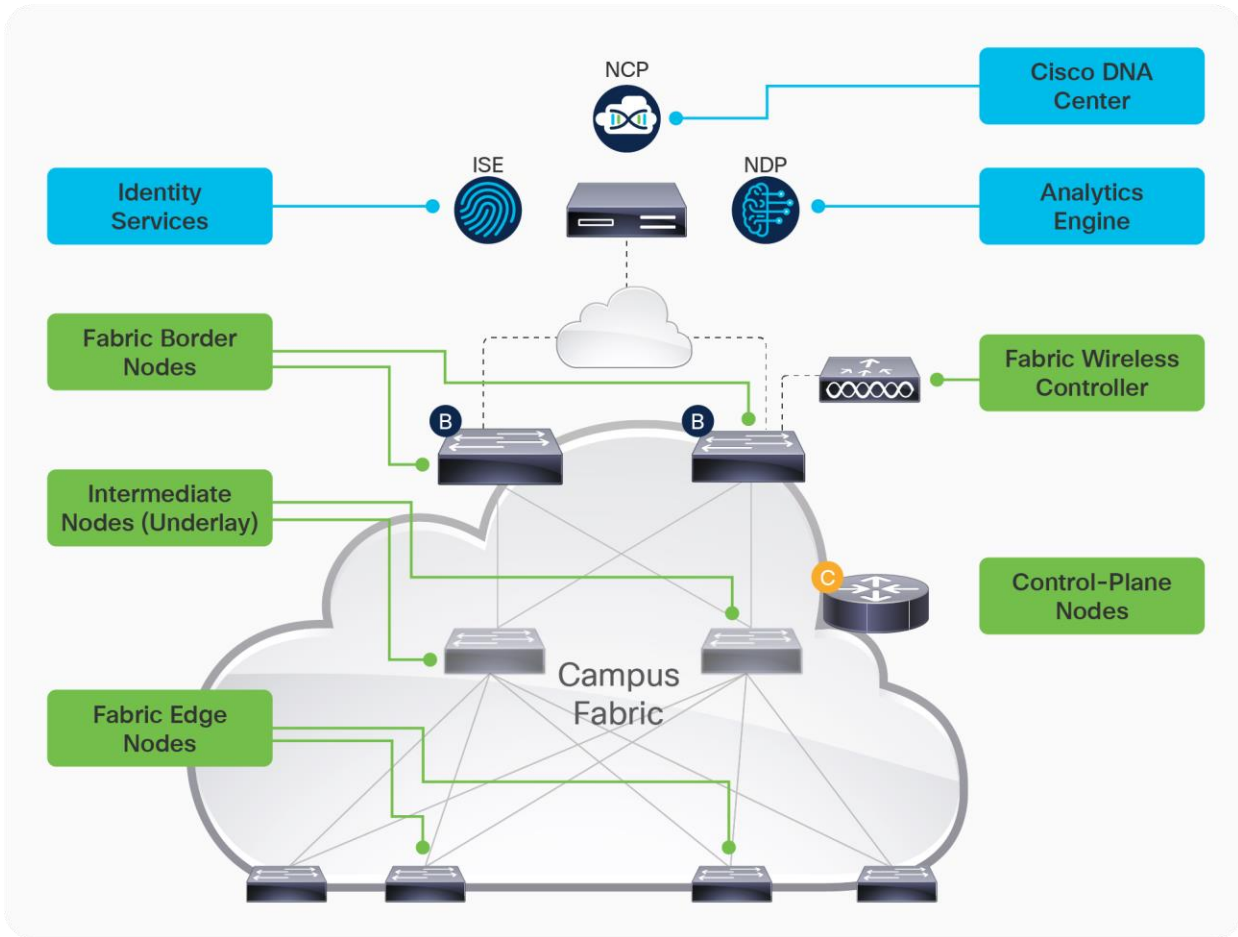 NCP
Cisco DNA
Center
ISE
NDP
Identity
Services
Analytics
Engine
Fabric Border
Nodes
Fabric Wireless
Controller
B
B
Intermediate
Nodes (Underlay)
C
Control-Plane
Nodes
Campus
Fabric
Fabric Edge
Nodes